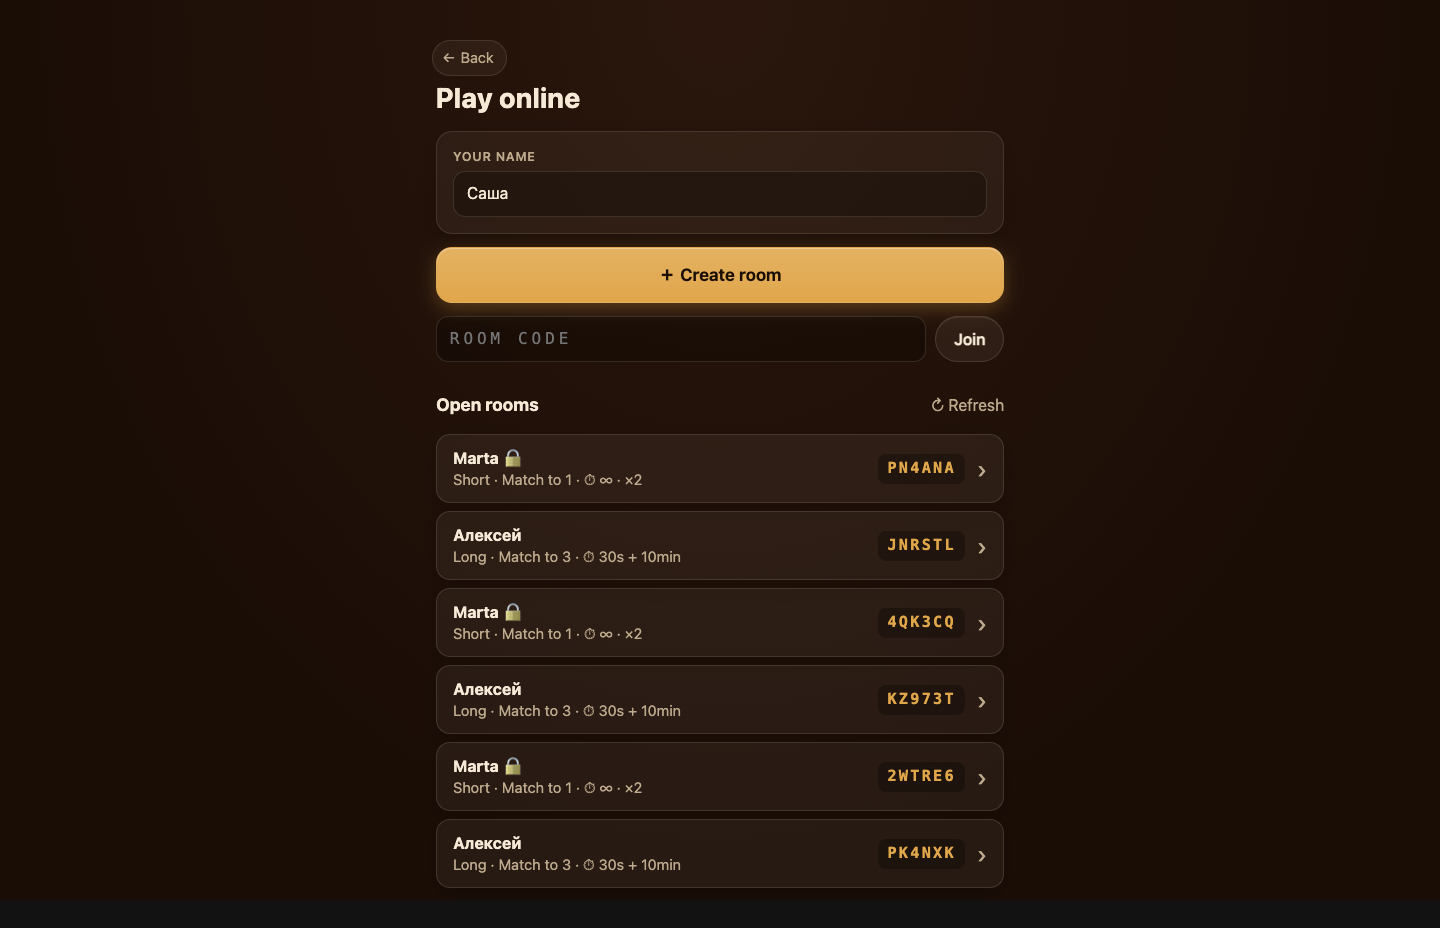 ← Back
Play online
YOUR NAME
Саша
+ Create room
ROOM CODE
Join
Open rooms
↻ Refresh
Marta 🔒
Short · Match to 1 · ⏱ ∞ · ×2
PN4ANA ›
Алексей
Long · Match to 3 · ⏱ 30s + 10min
JNRSTL ›
Marta 🔒
Short · Match to 1 · ⏱ ∞ · ×2
4QK3CQ ›
Алексей
Long · Match to 3 · ⏱ 30s + 10min
KZ973T ›
Marta 🔒
Short · Match to 1 · ⏱ ∞ · ×2
2WTRE6 ›
Алексей
Long · Match to 3 · ⏱ 30s + 10min
PK4NXK ›